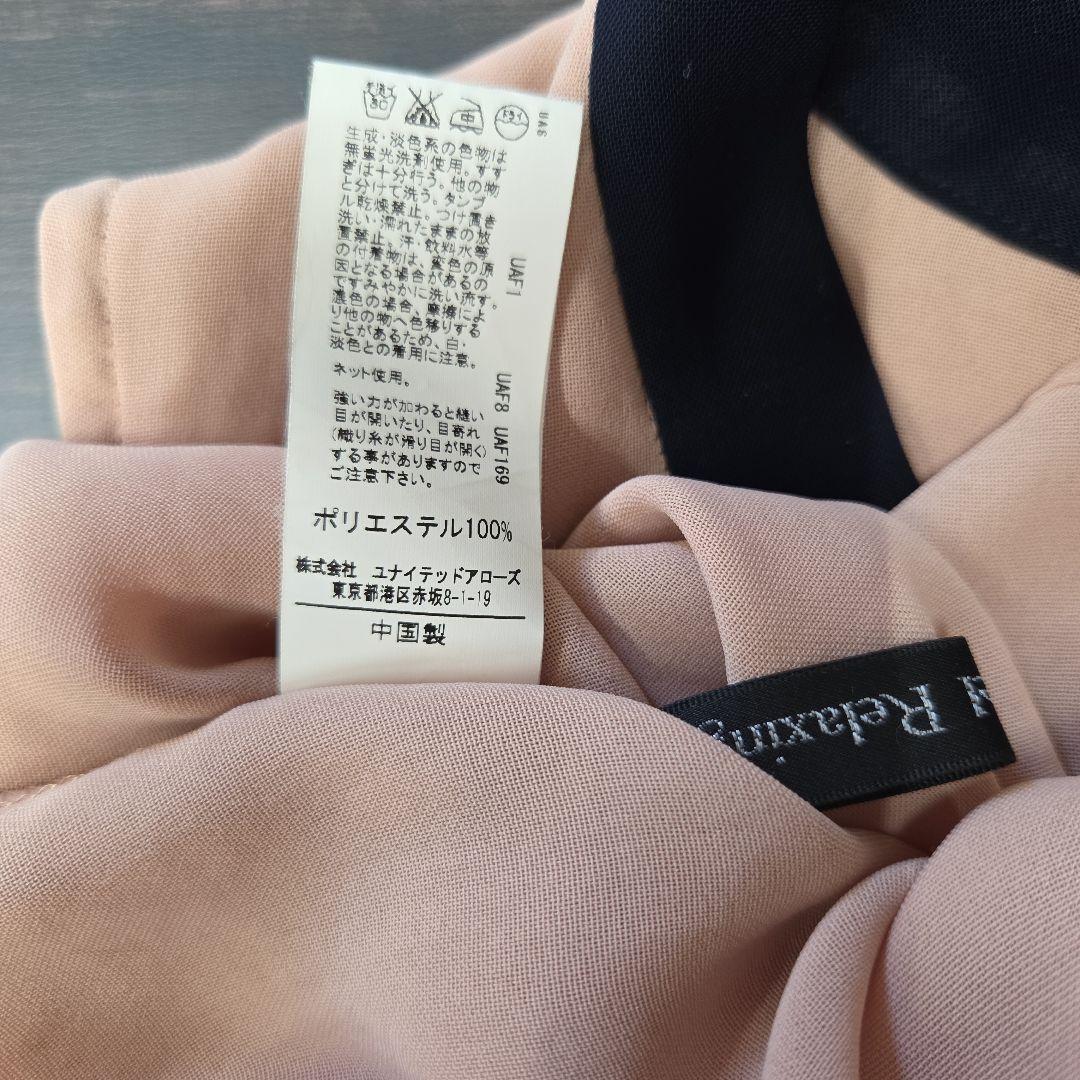 手洗イ
30
中
ドライ
UA6
生成・淡色系の色物は
無蛍光洗剤使用。すす
ぎは十分行う。他の物
と分けて洗う。タンブ
ル乾燥禁止。つけ置き
洗い・濡れたままの放
置禁止。汗・飲料水等
の付着物は、変色の原
因となる場合があるの
ですみやかに洗い流す。
濃色の場合、摩擦によ
り他の物へ色移りする
ことがあるため、白・
淡色との着用に注意。
UAF1
ネット使用。
強い力が加わると縫い
目が開いたり、目寄れ
(織り糸が滑り目が開く)
する事がありますので
ご注意下さい。
UAF8 UAF169
ポリエステル100%
株式会社 ユナイテッドアローズ
東京都港区赤坂8-1-19
中国製
Relaxing